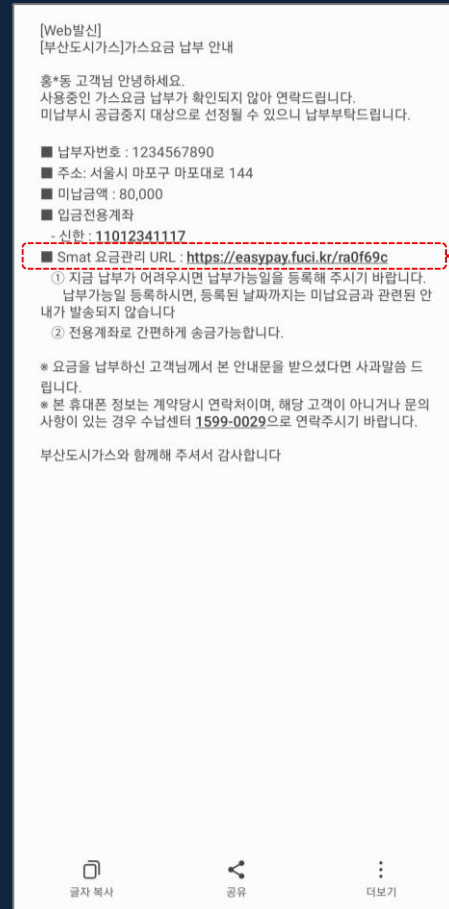 [Web발신]
[부산도시가스]가스요금 납부 안내
홍*동 고객님 안녕하세요.
사용중인 가스요금 납부가 확인되지 않아 연락드립니다.
미납부시 공급중지 대상으로 선정될 수 있으니 납부부탁드립니다.
■ 납부자번호 : 1234567890
■ 주소: 서울시 마포구 마포대로 144
■ 미납금액 : 80,000
■ 입금전용계좌
- 신한 : 11012341117
■ Smat 요금관리 URL : https://easypay.fuci.kr/ra0f69c
① 지금 납부가 어려우시면 납부가능일을 등록해 주시기 바랍니다.
납부가능일 등록하시면, 등록된 날짜까지는 미납요금과 관련된 안
내가 발송되지 않습니다
② 전용계좌로 간편하게 송금가능합니다.
※ 요금을 납부하신 고객님께서 본 안내문을 받으셨다면 사과말씀 드
립니다.
※ 본 휴대폰 정보는 계약당시 연락처이며, 해당 고객이 아니거나 문의
사항이 있는 경우 수납센터 1599-0029으로 연락주시기 바랍니다.
부산도시가스와 함께해 주셔서 감사합니다
글자 복사
공유
더보기